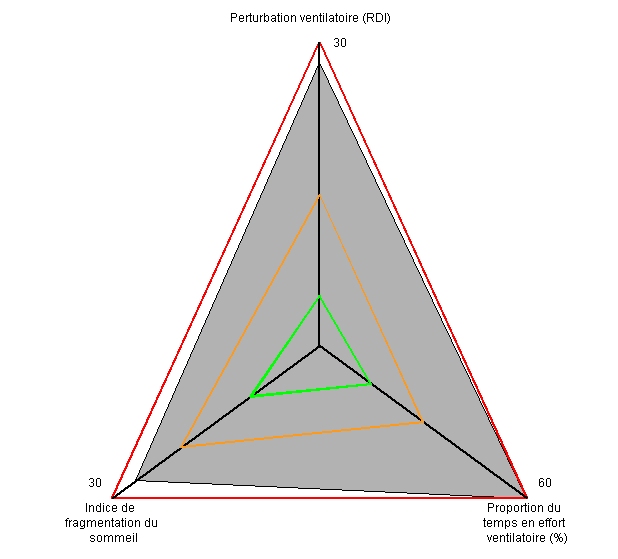 Perturbation ventilatoire (RDI)
30
30
60
Indice de
fragmentation du
sommeil
Proportion du
temps en effort
ventilatoire (%)